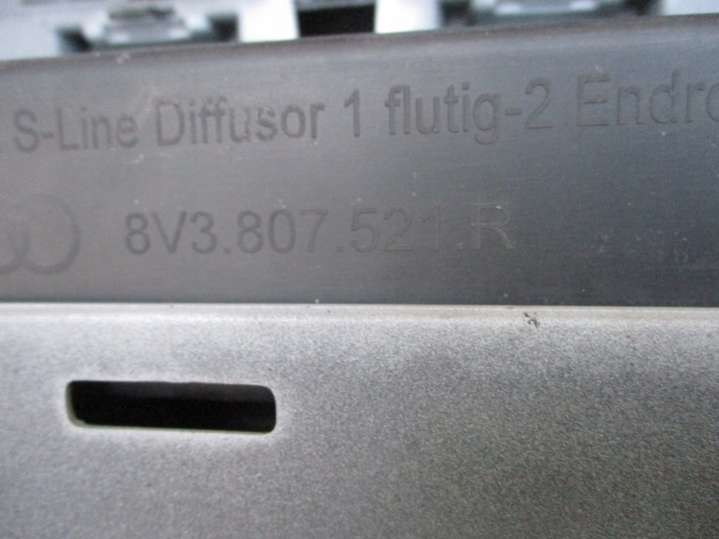 S-Line Diffusor 1 flutig-2 Endro
8V3.807.521.R